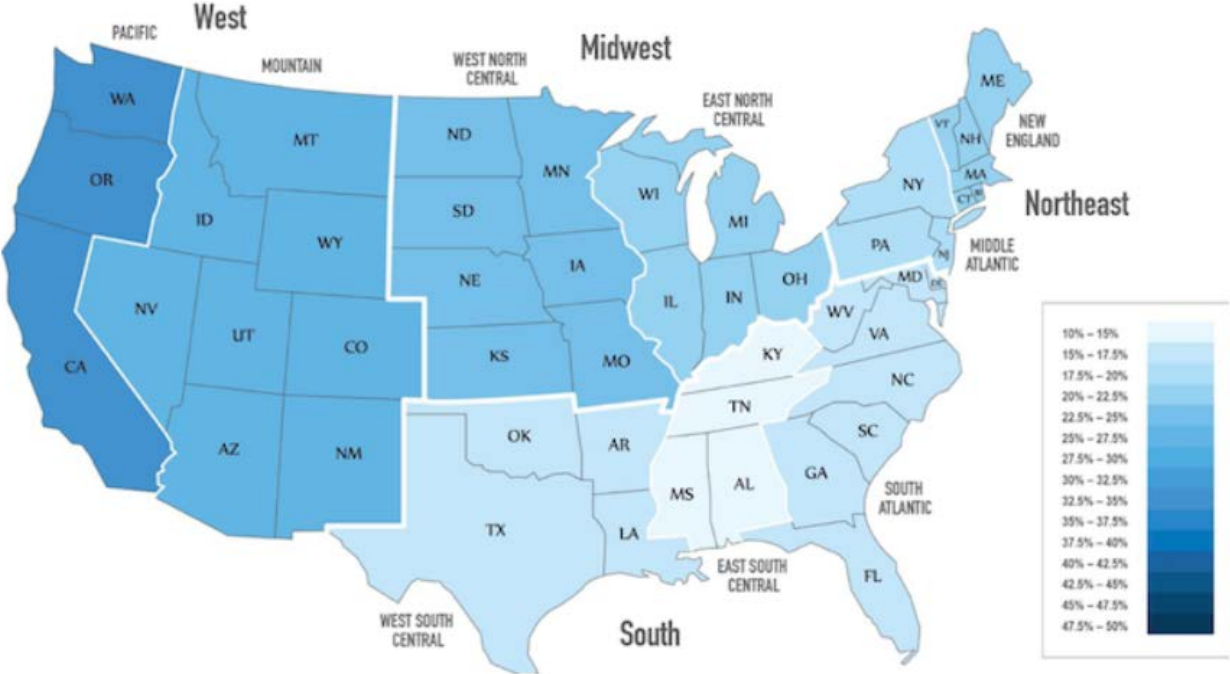 West
PACIFIC
MOUNTAIN
WEST NORTH
CENTRAL
Midwest
EAST NORTH
CENTRAL
NEW
ENGLAND
Northeast
MIDDLE
ATLANTIC
WA
OR
CA
MT
ID
WY
NV
UT
CO
AZ
NM
ND
SD
NE
KS
MN
IA
MO
WI
MI
IL
IN
OH
ME
VT
NH
MA
CT
RI
NY
PA
NJ
MD
DE
WV
VA
KY
NC
TN
SC
OK
AR
TX
LA
MS
AL
GA
FL
SOUTH
ATLANTIC
EAST SOUTH
CENTRAL
WEST SOUTH
CENTRAL
South
10% – 15%
15% – 17.5%
17.5% – 20%
20% – 22.5%
22.5% – 25%
25% – 27.5%
27.5% – 30%
30% – 32.5%
32.5% – 35%
35% – 37.5%
37.5% – 40%
40% – 42.5%
42.5% – 45%
45% – 47.5%
47.5% – 50%